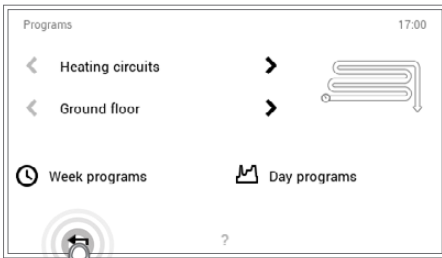 Programs 17:00
Heating circuits
Ground floor
Week programs Day programs
?